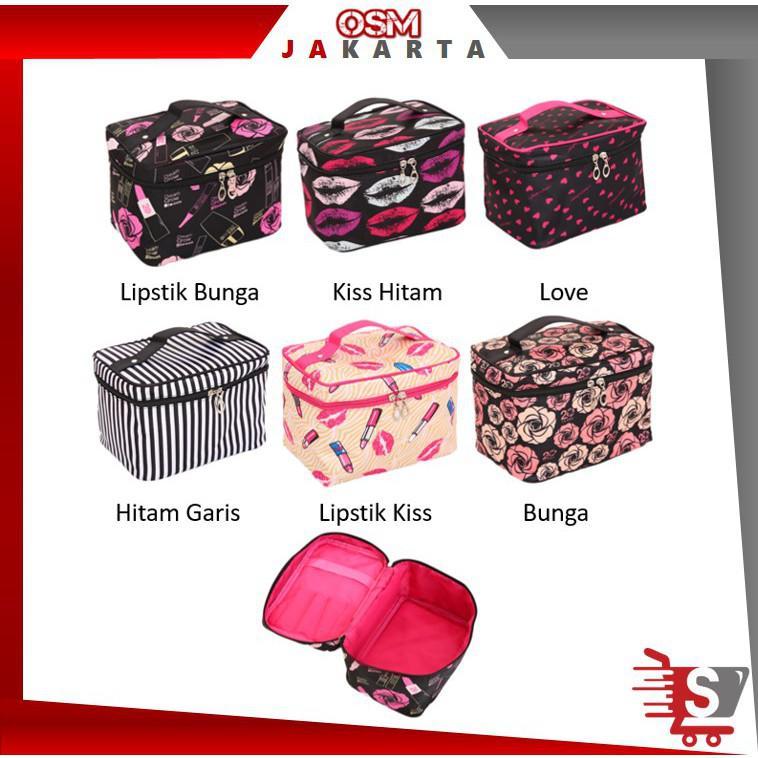 OSM
JAKARTA
Lipstik Bunga
Kiss Hitam
Love
Hitam Garis
Lipstik Kiss
Bunga
S